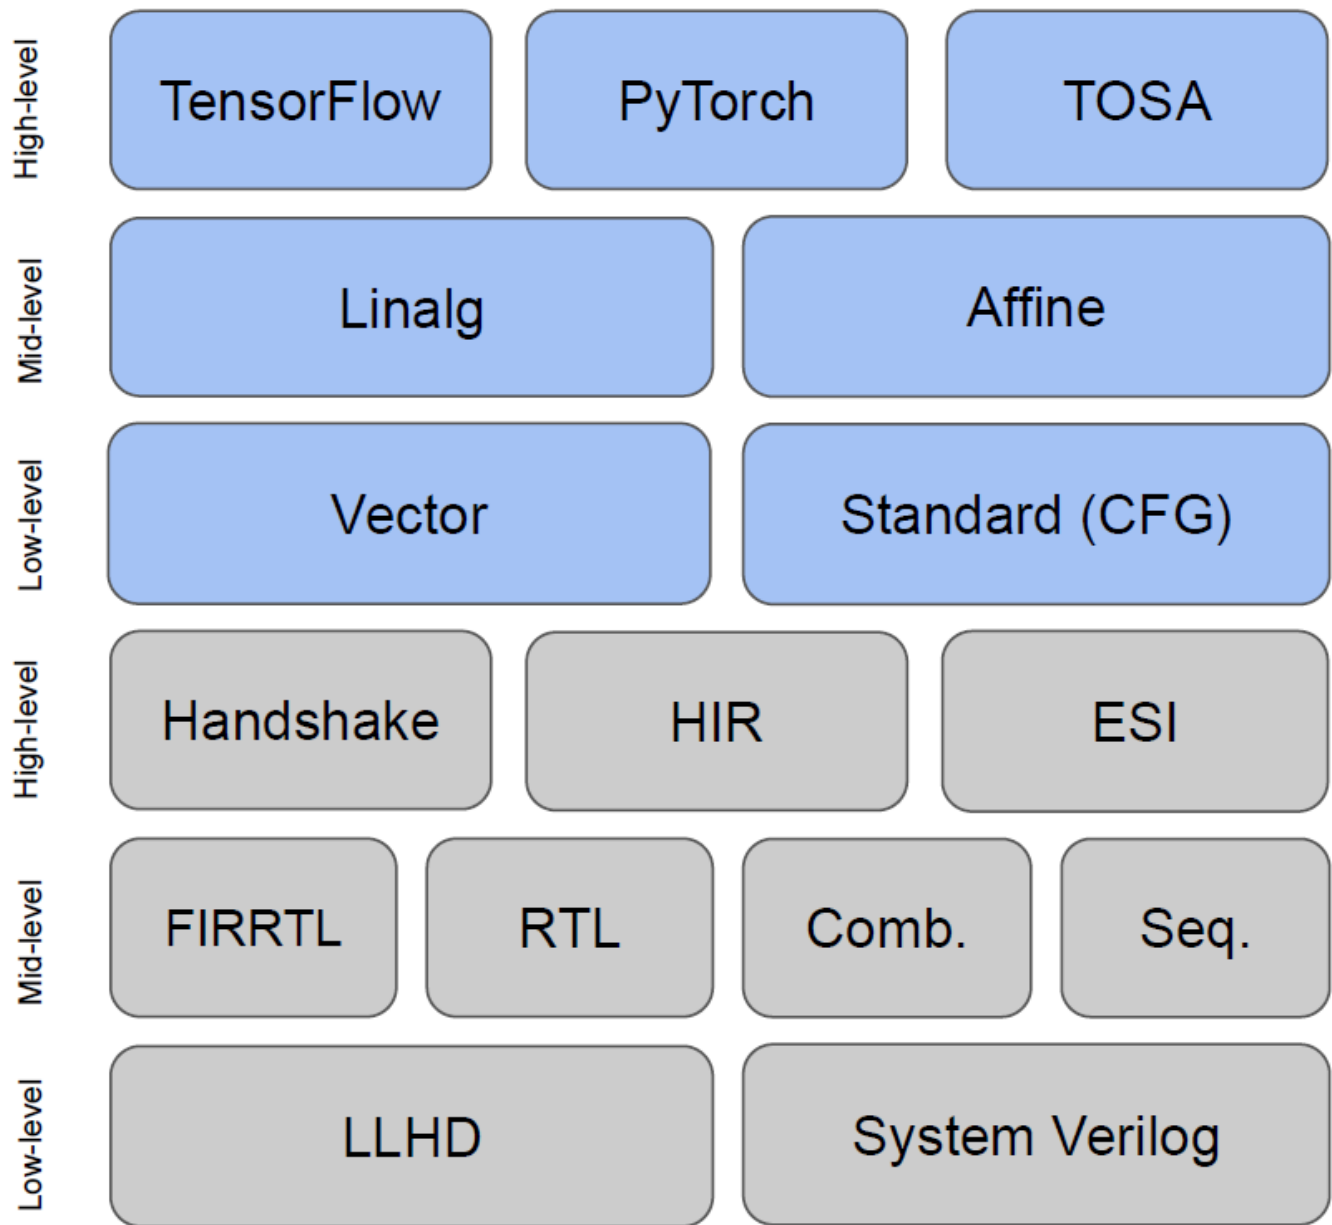 High-level
TensorFlow
PyTorch
TOSA
Mid-level
Linalg
Affine
Low-level
Vector
Standard (CFG)
High-level
Handshake
HIR
ESI
Mid-level
FIRRTL
RTL
Comb.
Seq.
Low-level
LLHD
System Verilog